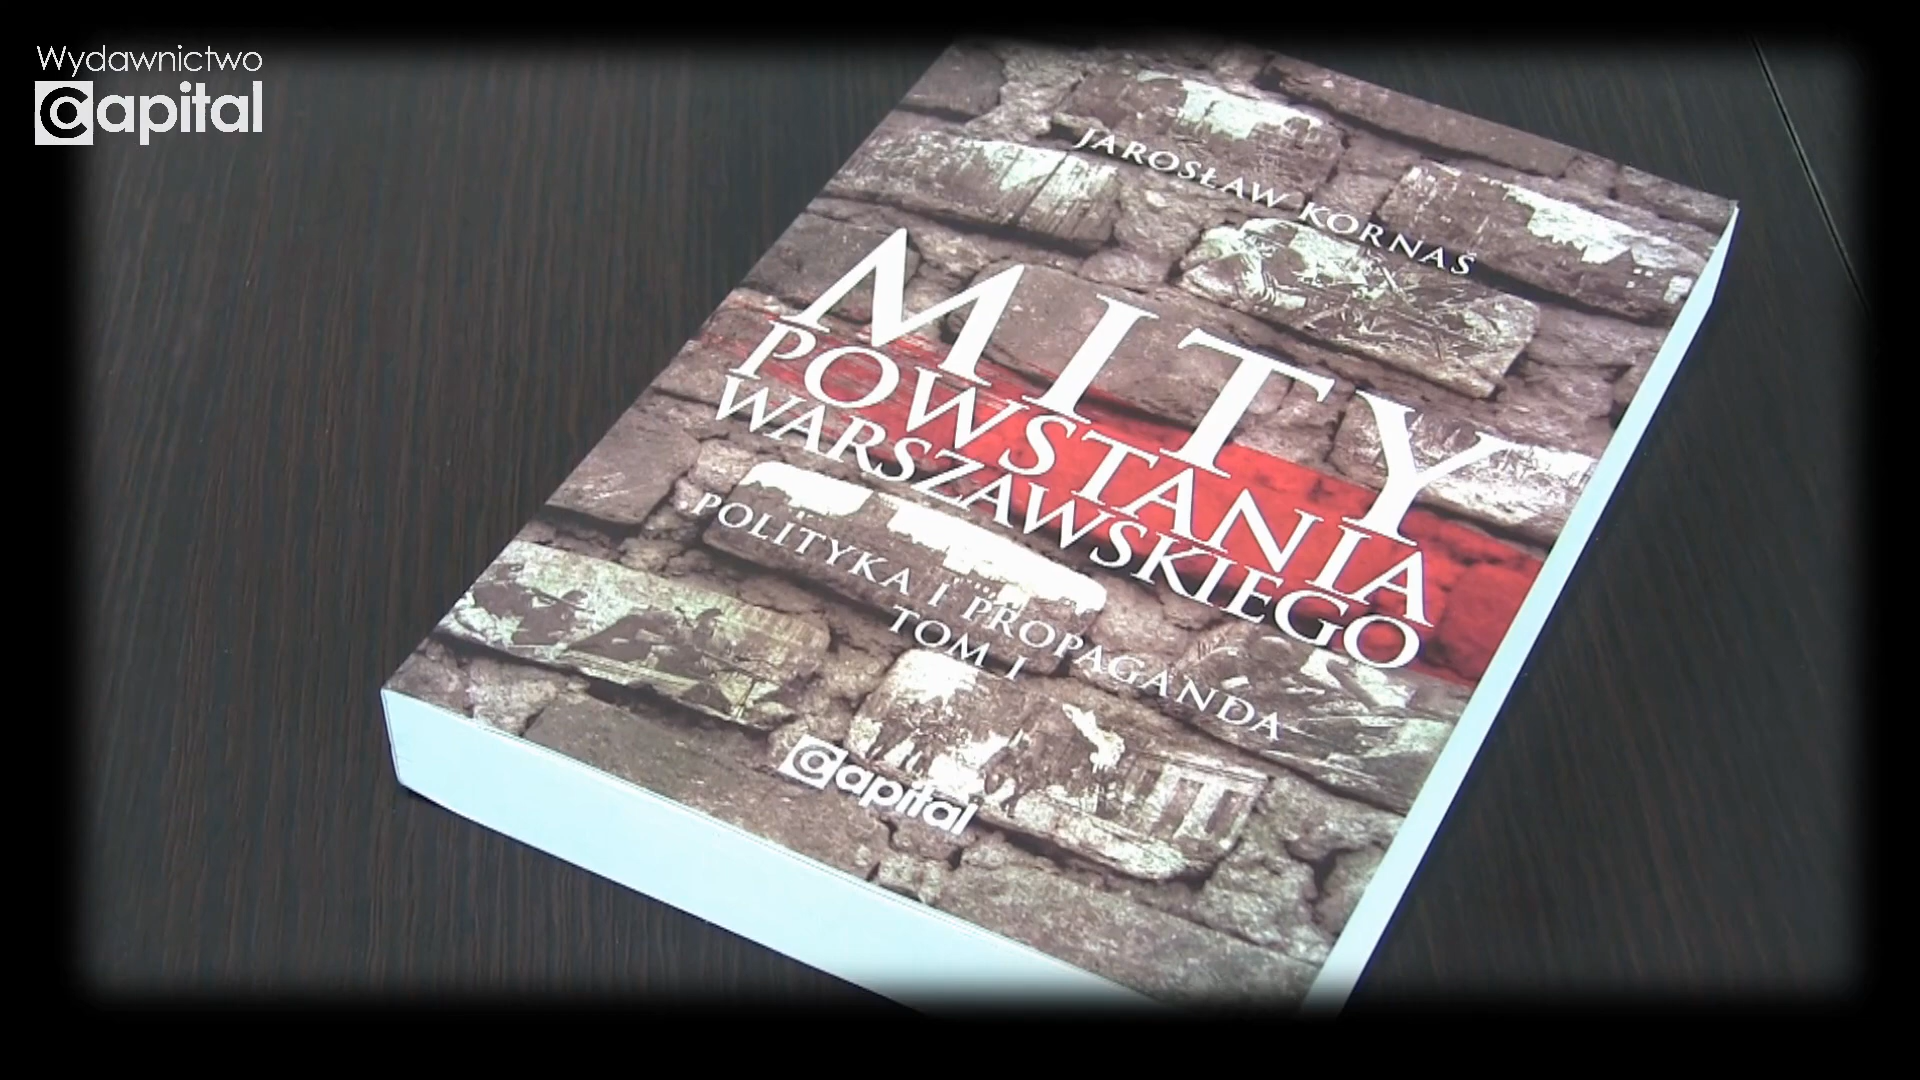 Wydawnictwo
Capital
JAROSŁAW KORNAŚ
MITY
POWSTANIA
WARSZAWSKIEGO
POLITYKA I PROPAGANDA
TOM I
Capital